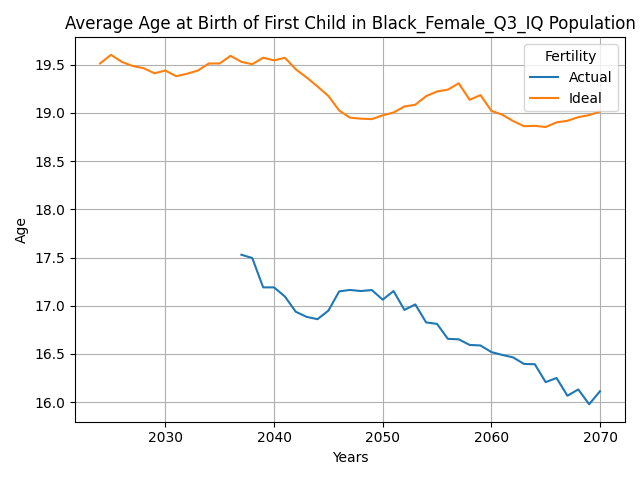 Average Age at Birth of First Child in Black_Female_Q3_IQ Population
Fertility
Actual
Ideal
19.5
19.0
18.5
18.0
17.5
17.0
16.5
16.0
Age
2030 2040 2050 2060 2070
Years